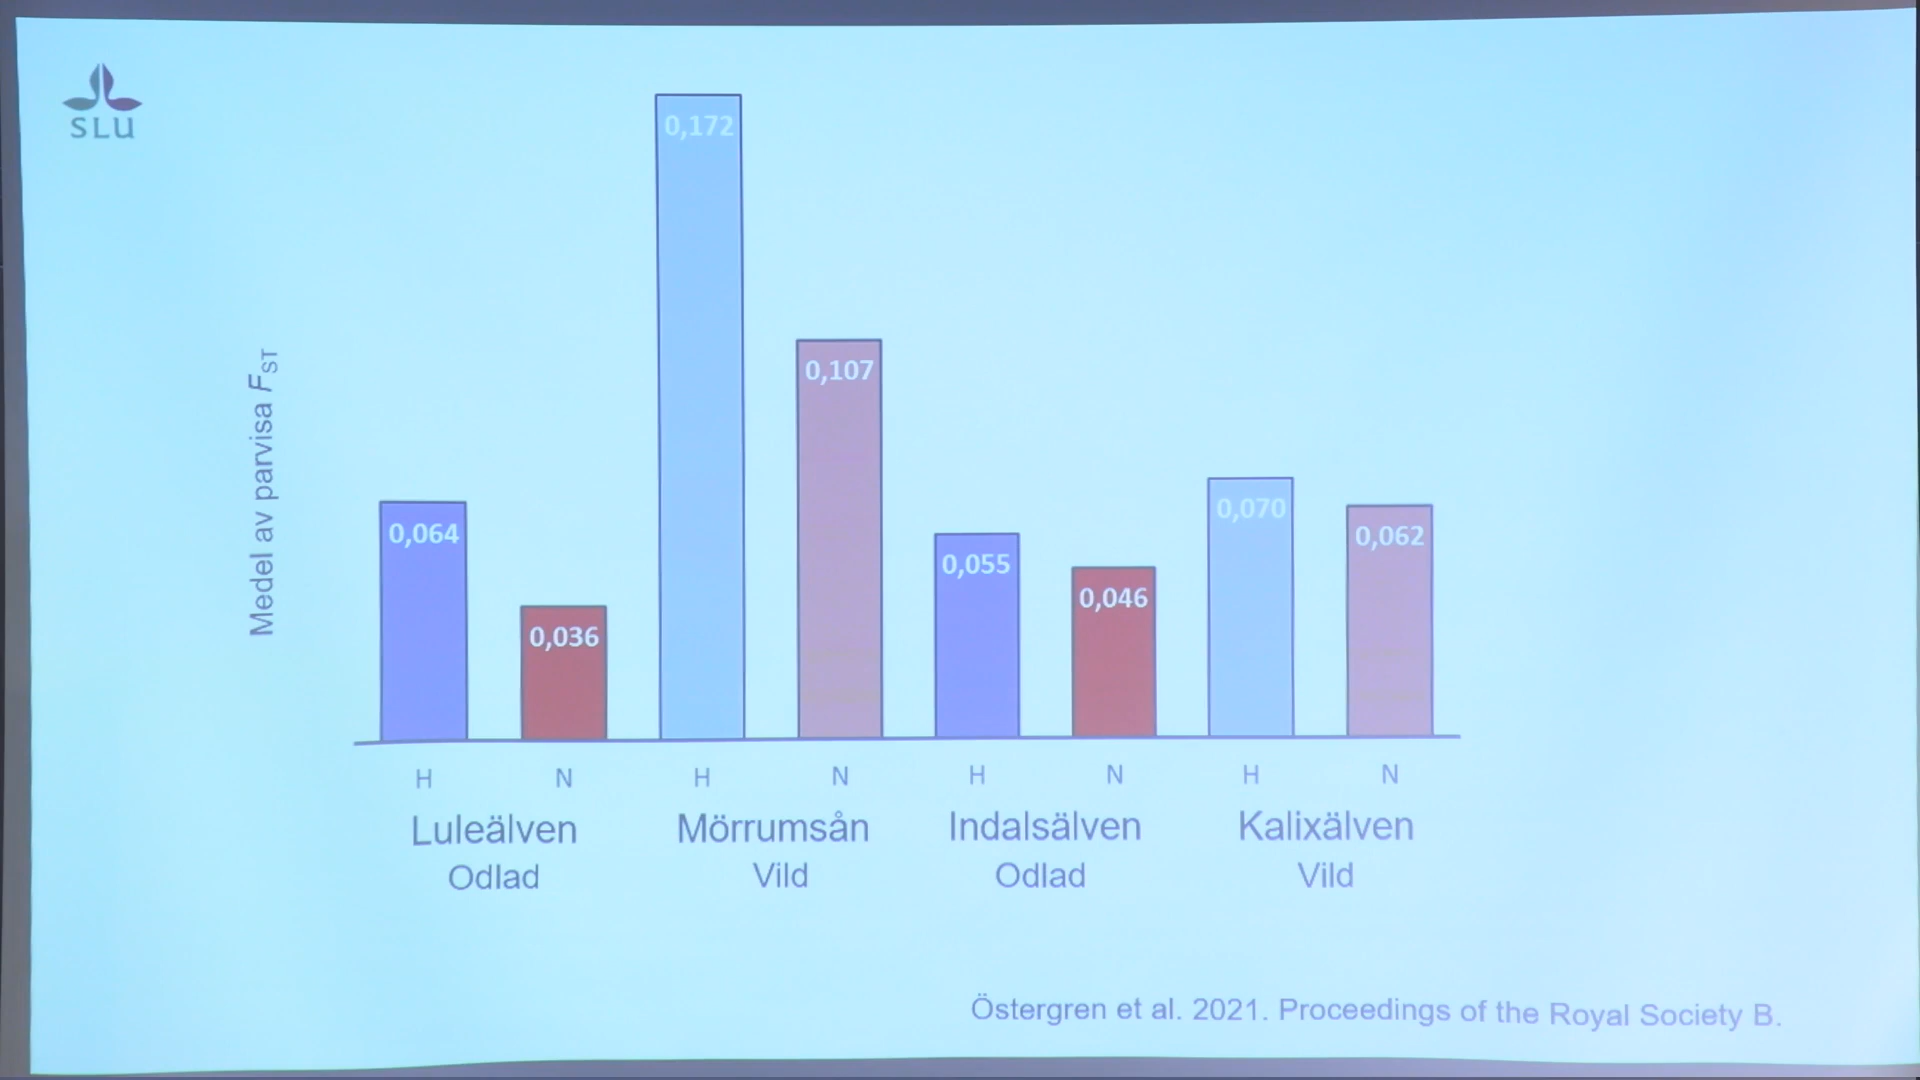 SLU
Medel av parvisa FST
0,064
0,036
0,172
0,107
0,055
0,046
0,070
0,062
H N H N H N H N
Luleälven Mörrumsån Indalsälven Kalixälven
Odlad Vild Odlad Vild
Östergren et al. 2021. Proceedings of the Royal Society B.